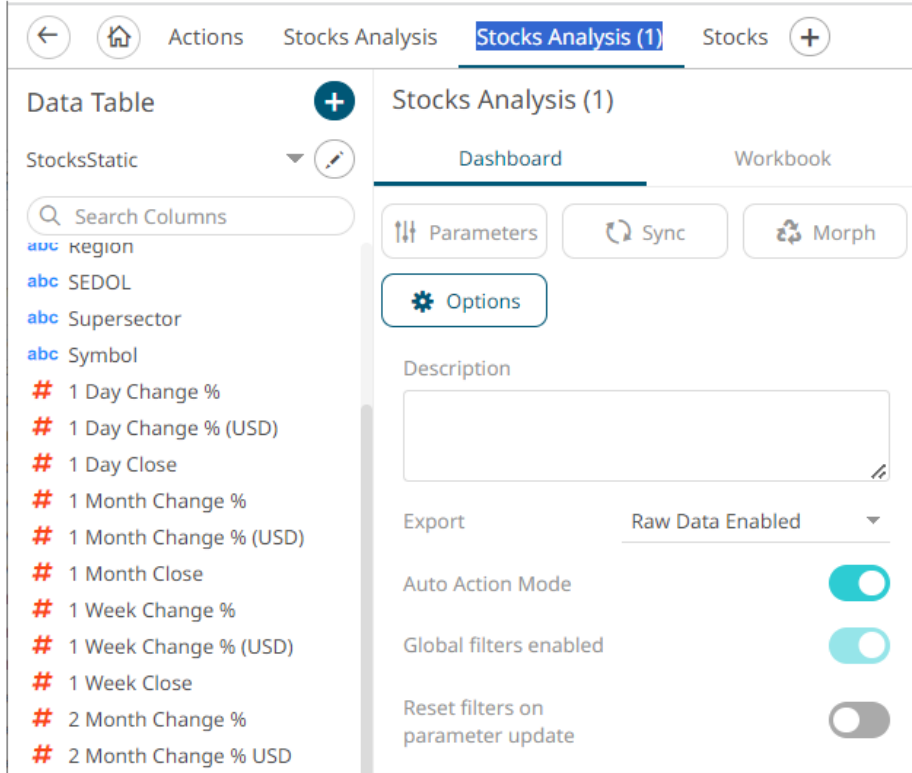 Actions Stocks Analysis Stocks Analysis (1) Stocks
Data Table
StocksStatic
Search Columns
abc Region
abc SEDOL
abc Supersector
abc Symbol
# 1 Day Change %
# 1 Day Change % (USD)
# 1 Day Close
# 1 Month Change %
# 1 Month Change % (USD)
# 1 Month Close
# 1 Week Change %
# 1 Week Change % (USD)
# 1 Week Close
# 2 Month Change %
# 2 Month Change % USD
Stocks Analysis (1)
Dashboard Workbook
Parameters Sync Morph
Options
Description
Export Raw Data Enabled
Auto Action Mode
Global filters enabled
Reset filters on
parameter update